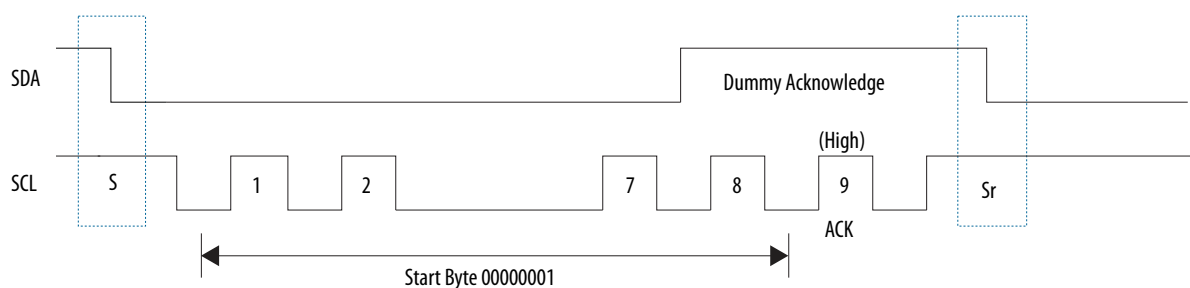 SDA
Dummy Acknowledge
(High)
SCL S 1 2 7 8 9 Sr
ACK
Start Byte 00000001